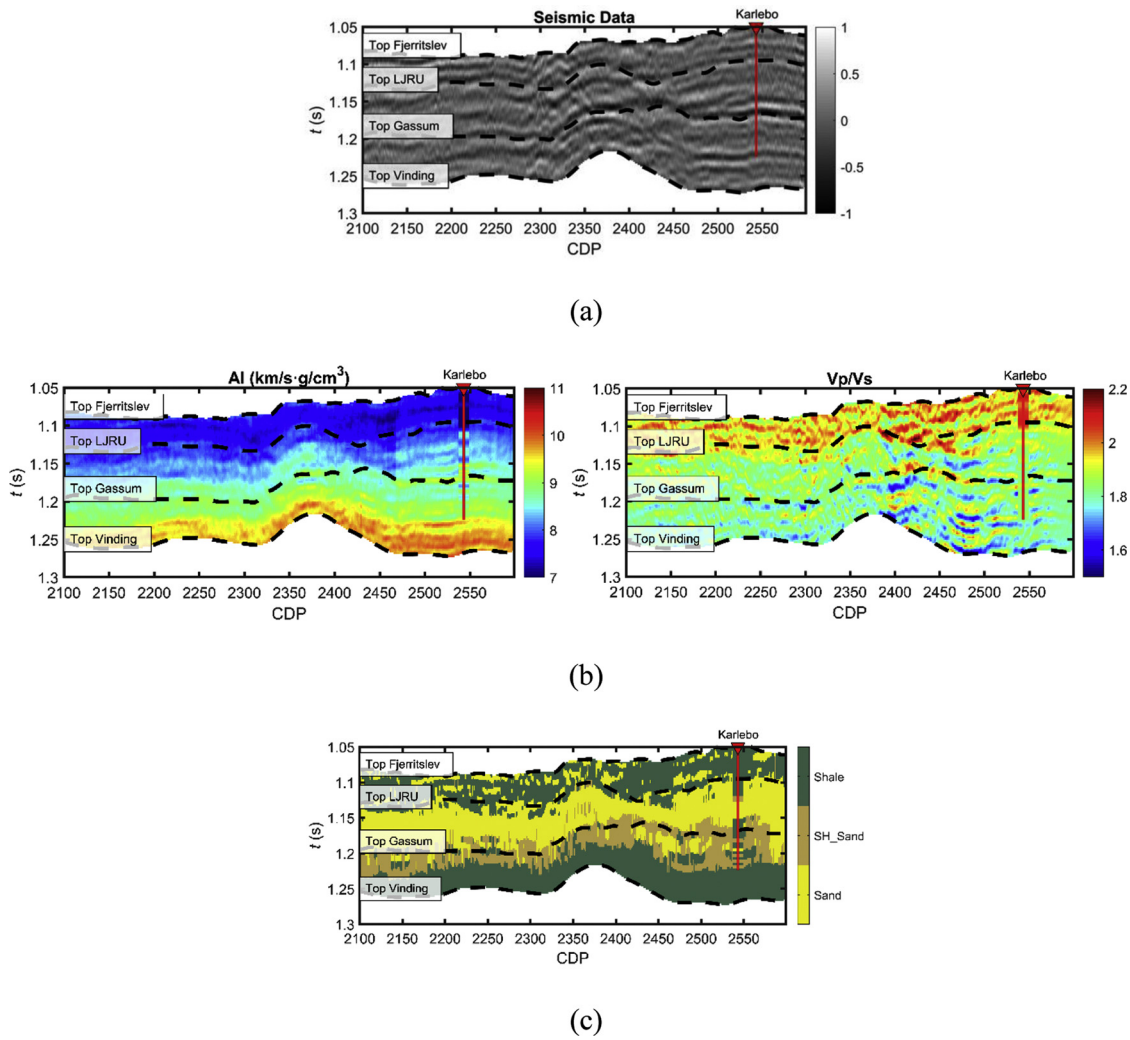 Seismic Data
Karlebo
1.05
1.1
1.15
1.2
1.25
1.3
t (s)
Top Fjerritslev
Top LJRU
Top Gassum
Top Vinding
2100 2150 2200 2250 2300 2350 2400 2450 2500 2550
CDP
1
0.5
0
-0.5
-1
(a)
AI (km/s·g/cm³)
Karlebo
1.05
1.1
1.15
1.2
1.25
1.3
t (s)
Top Fjerritslev
Top LJRU
Top Gassum
Top Vinding
2100 2150 2200 2250 2300 2350 2400 2450 2500 2550
CDP
11
10
9
8
7
Vp/Vs
Karlebo
1.05
1.1
1.15
1.2
1.25
1.3
t (s)
Top Fjerritslev
Top LJRU
Top Gassum
Top Vinding
2100 2150 2200 2250 2300 2350 2400 2450 2500 2550
CDP
2.2
2
1.8
1.6
(b)
Karlebo
1.05
1.1
1.15
1.2
1.25
1.3
t (s)
Top Fjerritslev
Top LJRU
Top Gassum
Top Vinding
2100 2150 2200 2250 2300 2350 2400 2450 2500 2550
CDP
Shale
SH_Sand
Sand
(c)